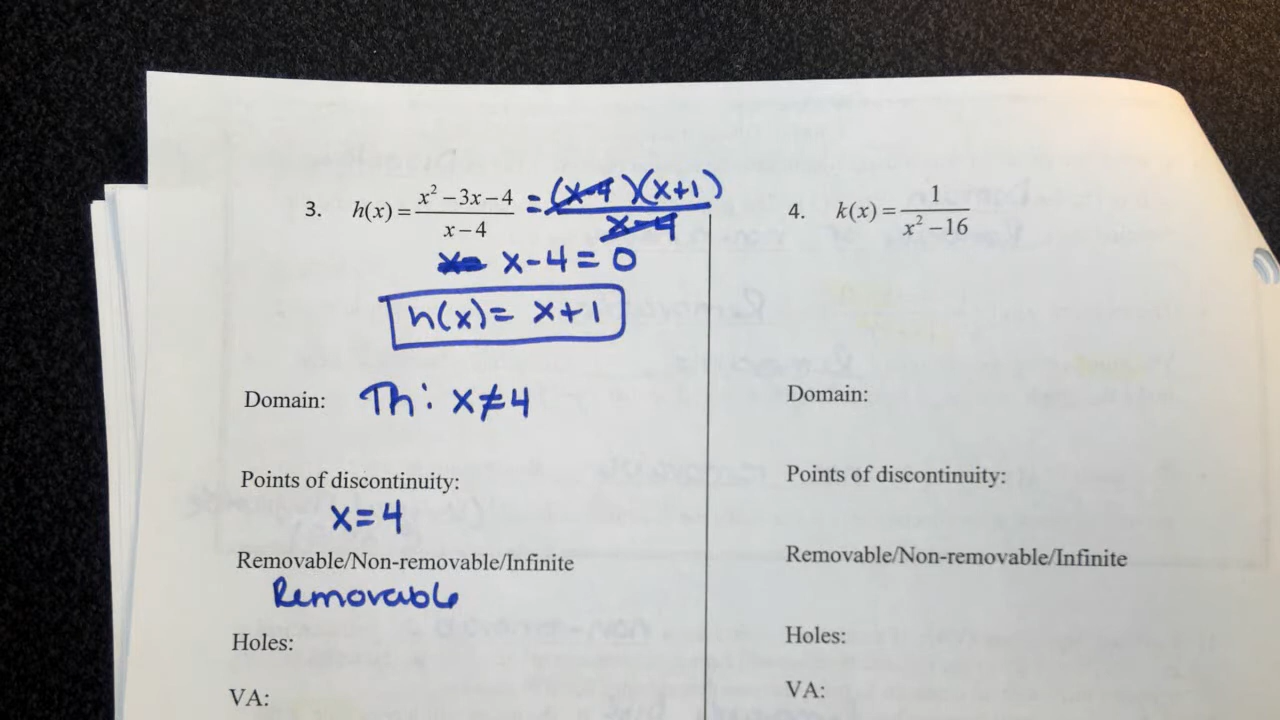 3. h(x) = (x² − 3x − 4)/(x − 4) = (x-4)(x+1)/(x-4)
x-4 = 0
h(x) = x+1
Domain: Th: x≠4
Points of discontinuity:
x=4
Removable/Non-removable/Infinite
Removable
Holes:
VA:
4. k(x) = 1/(x² − 16)
Domain:
Points of discontinuity:
Removable/Non-removable/Infinite
Holes:
VA: